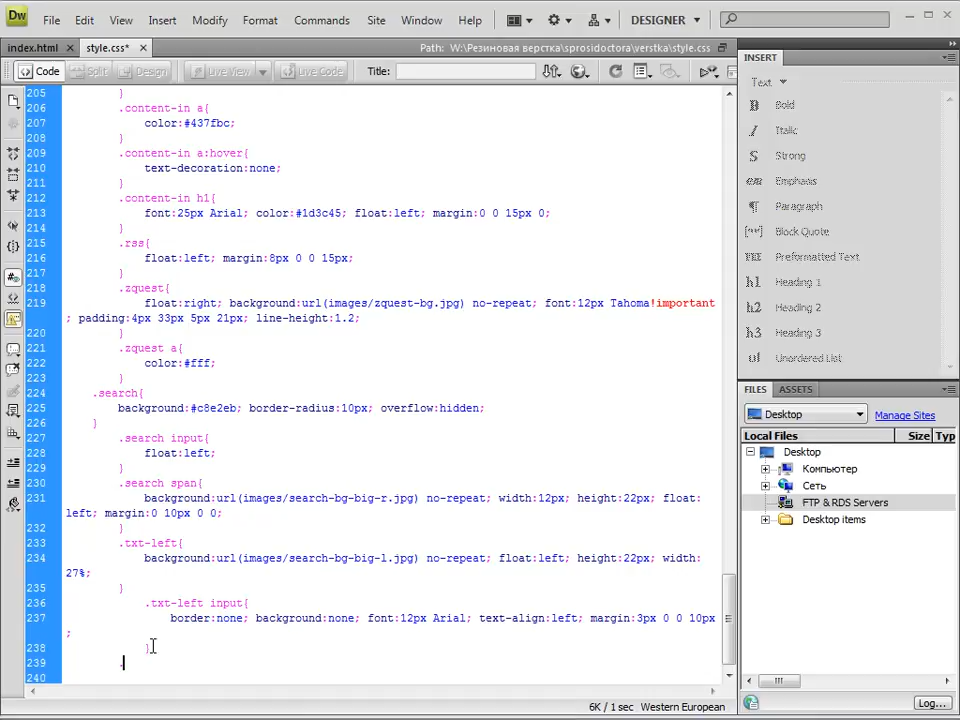 Dw
File Edit View Insert Modify Format Commands Site Window Help
DESIGNER
index.html
style.css*
Path: W:\Резиновая верстка\sprosidoctora\verstka\style.css
Code Split Design Live View Live Code Title:
INSERT
Text
B Bold
I Italic
S Strong
em Emphasis
¶ Paragraph
[""] Block Quote
PRE Preformatted Text
h1 Heading 1
h2 Heading 2
h3 Heading 3
ul Unordered List
205 }
206 .content-in a{
207 color:#437fbc;
208 }
209 .content-in a:hover{
210 text-decoration:none;
211 }
212 .content-in h1{
213 font:25px Arial; color:#1d3c45; float:left; margin:0 0 15px 0;
214 }
215 .rss{
216 float:left; margin:8px 0 0 15px;
217 }
218 .zquest{
219 float:right; background:url(images/zquest-bg.jpg) no-repeat; font:12px Tahoma!important
; padding:4px 33px 5px 21px; line-height:1.2;
220 }
221 .zquest a{
222 color:#fff;
223 }
224 .search{
225 background:#c8e2eb; border-radius:10px; overflow:hidden;
226 }
227 .search input{
228 float:left;
229 }
230 .search span{
231 background:url(images/search-bg-big-r.jpg) no-repeat; width:12px; height:22px; float:
left; margin:0 10px 0 0;
232 }
233 .txt-left{
234 background:url(images/search-bg-big-l.jpg) no-repeat; float:left; height:22px; width:
27%;
235 }
236 .txt-left input{
237 border:none; background:none; font:12px Arial; text-align:left; margin:3px 0 0 10px
;
238 }
239 .
240
FILES ASSETS
Desktop
Manage Sites
Local Files Size Typ
Desktop
Компьютер
Сеть
FTP & RDS Servers
Desktop items
Log...
6K / 1 sec Western European